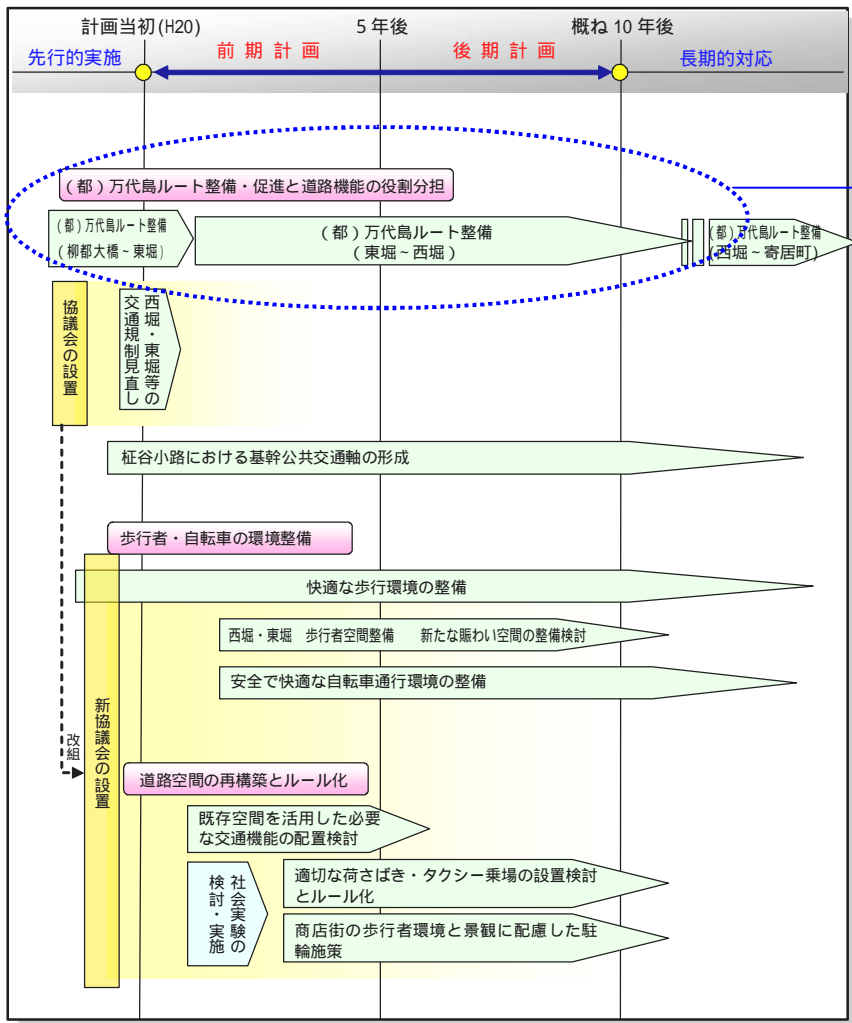 計画当初(H20)
5年後
概ね10年後
先行的実施
前期計画
後期計画
長期的対応
(都)万代島ルート整備・促進と道路機能の役割分担
(都)万代島ルート整備
(柳都大橋~東堀)
(都)万代島ルート整備
(東堀~西堀)
(都)万代島ルート整備
(西堀~寄居町)
協議会の設置
西堀・東堀等の
交通規制見直し
柾谷小路における基幹公共交通軸の形成
歩行者・自転車の環境整備
快適な歩行環境の整備
西堀・東堀 歩行者空間整備 新たな賑わい空間の整備検討
安全で快適な自転車通行環境の整備
新協議会の設置
改組
道路空間の再構築とルール化
既存空間を活用した必要
な交通機能の配置検討
社会実験の
検討・実施
適切な荷さばき・タクシー乗場の設置検討
とルール化
商店街の歩行者環境と景観に配慮した駐
輪施策